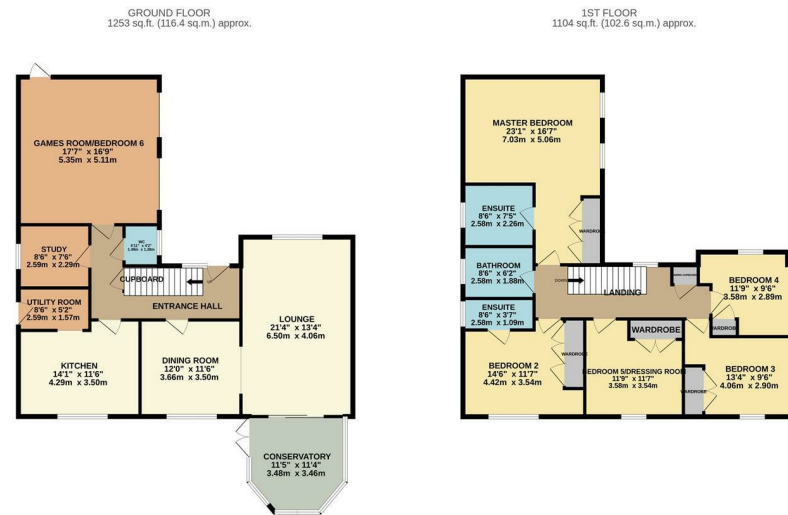 GROUND FLOOR
1253 sq.ft. (116.4 sq.m.) approx.
GAMES ROOM/BEDROOM 6
17'7" x 16'9"
5.35m x 5.11m
STUDY
8'6" x 7'6"
2.59m x 2.29m
WC
CUPBOARD
UTILITY ROOM
8'6" x 5'2"
2.59m x 1.57m
ENTRANCE HALL
LOUNGE
21'4" x 13'4"
6.50m x 4.06m
KITCHEN
14'1" x 11'6"
4.29m x 3.50m
DINING ROOM
12'0" x 11'6"
3.66m x 3.50m
CONSERVATORY
11'5" x 11'4"
3.48m x 3.46m
1ST FLOOR
1104 sq.ft. (102.6 sq.m.) approx.
MASTER BEDROOM
23'1" x 16'7"
7.03m x 5.06m
ENSUITE
8'6" x 7'5"
2.58m x 2.26m
WARDROBE
BATHROOM
8'6" x 6'2"
2.58m x 1.88m
DOWN
LANDING
BEDROOM 4
11'9" x 9'6"
3.58m x 2.89m
ENSUITE
8'6" x 3'7"
2.58m x 1.09m
WARDROBE
WARDROBE
BEDROOM 2
14'6" x 11'7"
4.42m x 3.54m
WARDROBE
BEDROOM 5/DRESSING ROOM
11'9" x 11'7"
3.58m x 3.54m
BEDROOM 3
13'4" x 9'6"
4.06m x 2.90m
WARDROBE